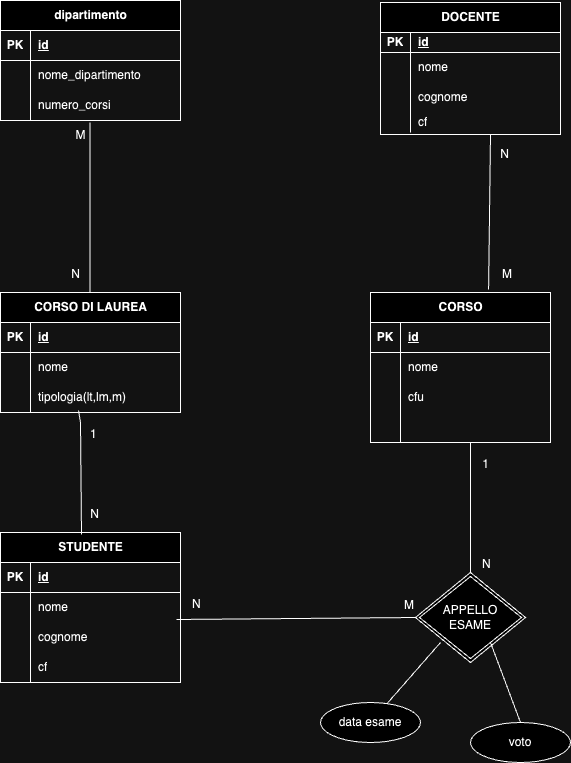 dipartimento
PK id
nome_dipartimento
numero_corsi
M
N
DOCENTE
PK id
nome
cognome
cf
N
M
CORSO DI LAUREA
PK id
nome
tipologia(lt,lm,m)
1
N
CORSO
PK id
nome
cfu
1
N
STUDENTE
PK id
nome
cognome
cf
N
M
APPELLO
ESAME
data esame
voto